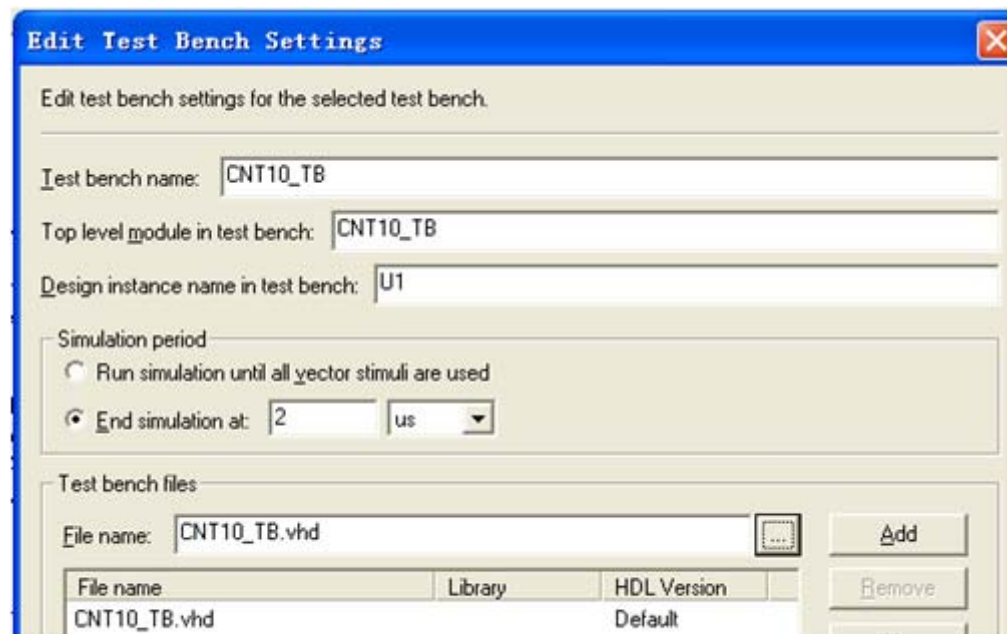 Edit Test Bench Settings
Edit test bench settings for the selected test bench.
Test bench name: CNT10_TB
Top level module in test bench: CNT10_TB
Design instance name in test bench: U1
Simulation period
Run simulation until all vector stimuli are used
End simulation at: 2 us
Test bench files
File name: CNT10_TB.vhd ... Add
File name Library HDL Version Remove
CNT10_TB.vhd Default